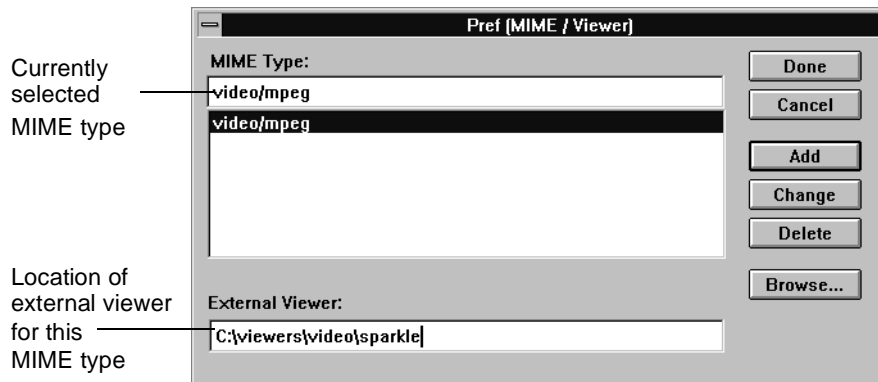 Pref (MIME / Viewer)
Currently
selected
MIME type
MIME Type:
video/mpeg
video/mpeg
Done
Cancel
Add
Change
Delete
Browse...
Location of
external viewer
for this
MIME type
External Viewer:
C:\viewers\video\sparkle